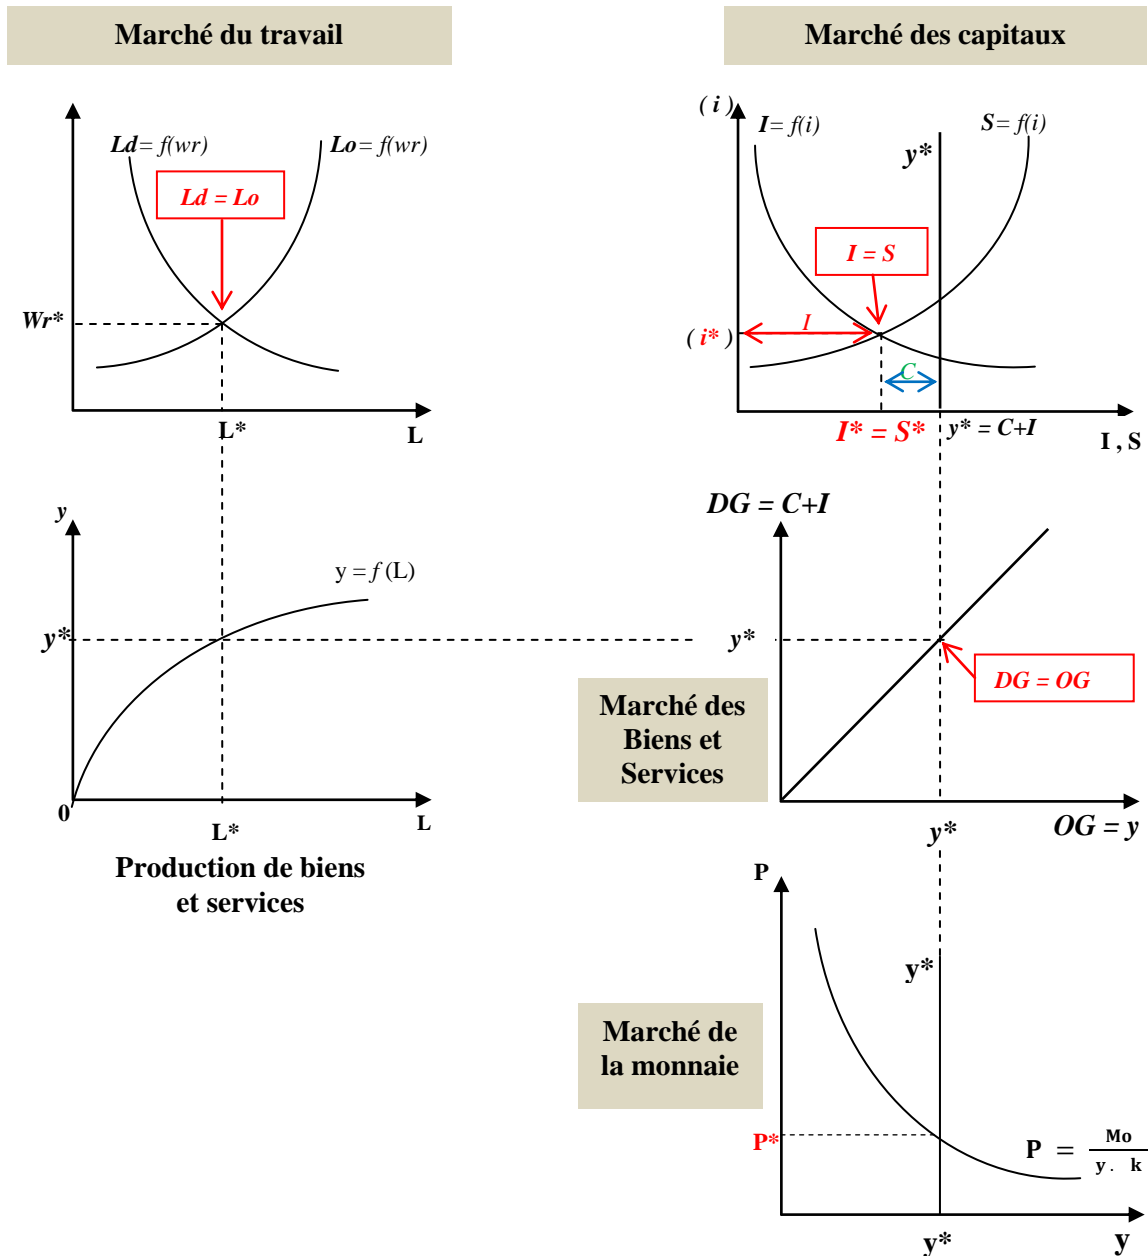 Marché du travail
Marché des capitaux
Ld= f(wr)
Lo= f(wr)
Ld = Lo
Wr*
L*
L
( i )
I= f(i)
S= f(i)
y*
I = S
( i* )
I
C
I* = S*
y* = C+I
I , S
y
y = f (L)
y*
0
L*
L
Production de biens
et services
DG = C+I
y*
DG = OG
Marché des
Biens et
Services
y*
OG = y
P
y*
Marché de
la monnaie
P*
P = Mo
y . k
y*
y